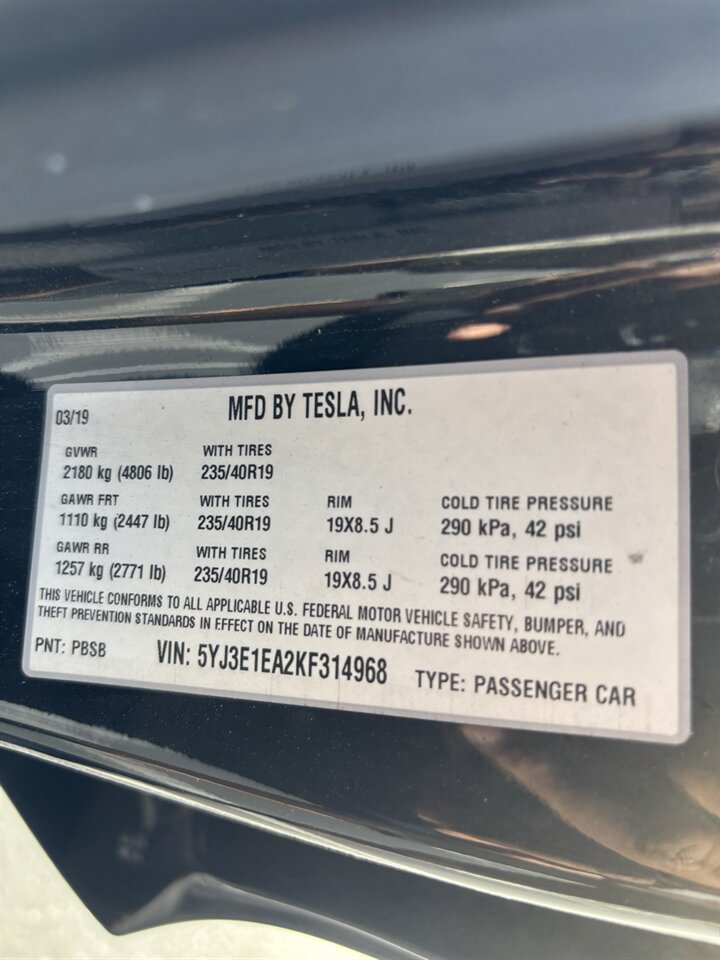 03/19 MFD BY TESLA, INC.
GVWR WITH TIRES
2180 kg (4806 lb) 235/40R19
GAWR FRT WITH TIRES RIM COLD TIRE PRESSURE
1110 kg (2447 lb) 235/40R19 19X8.5 J 290 kPa, 42 psi
GAWR RR WITH TIRES RIM COLD TIRE PRESSURE
1257 kg (2771 lb) 235/40R19 19X8.5 J 290 kPa, 42 psi
THIS VEHICLE CONFORMS TO ALL APPLICABLE U.S. FEDERAL MOTOR VEHICLE SAFETY, BUMPER, AND
THEFT PREVENTION STANDARDS IN EFFECT ON THE DATE OF MANUFACTURE SHOWN ABOVE.
PNT: PBSB VIN: 5YJ3E1EA2KF314968 TYPE: PASSENGER CAR